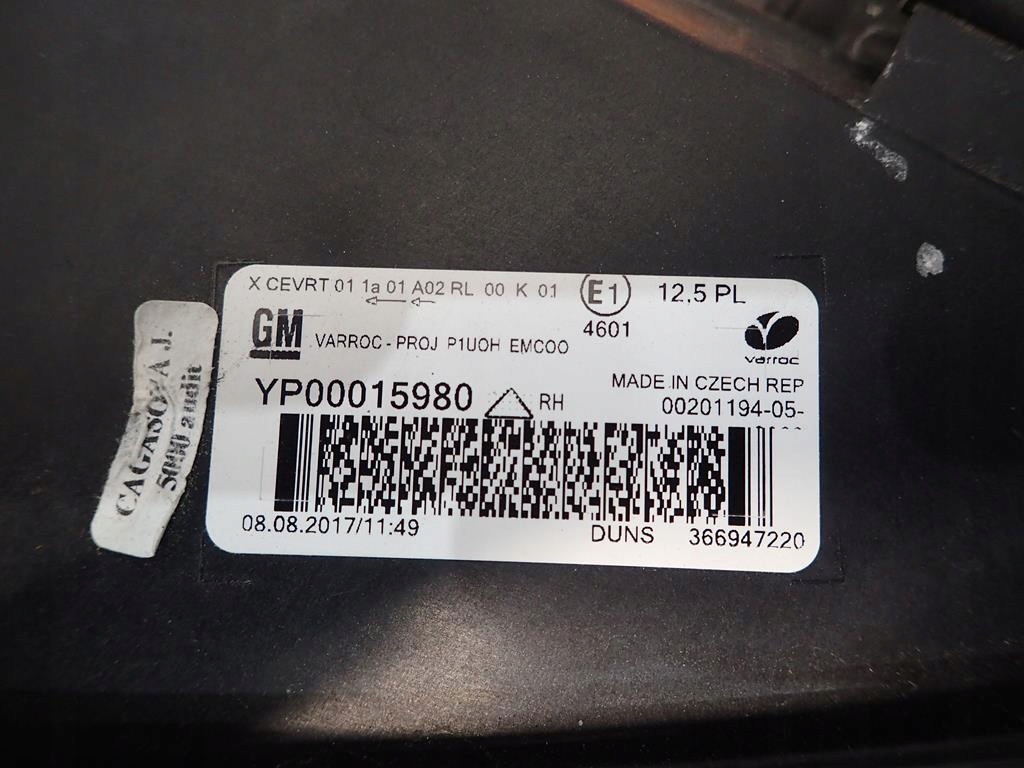 X CEVRT 01 1a 01 A02 RL 00 K 01 E1 12,5 PL
4601
GM VARROC - PROJ P1UOH EMCOO varroc
YP00015980 RH MADE IN CZECH REP
00201194-05-
08.08.2017/11:49 DUNS 366947220
5000 audit